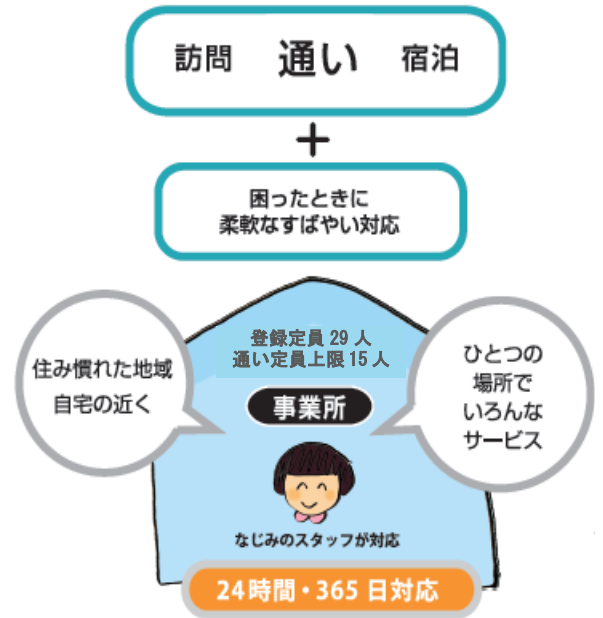 訪問 通い 宿泊
+
困ったときに
柔軟なすばやい対応
登録定員 29 人
通い定員上限 15 人
住み慣れた地域
自宅の近く
事業所
ひとつの
場所で
いろんな
サービス
なじみのスタッフが対応
24時間・365 日対応